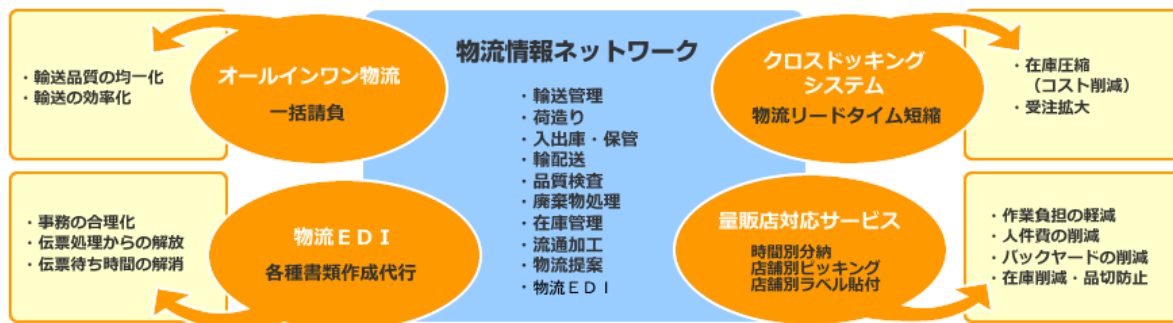 ・輸送品質の均一化
・輸送の効率化
オールインワン物流
一括請負
・事務の合理化
・伝票処理からの解放
・伝票待ち時間の解消
物流ＥＤＩ
各種書類作成代行
物流情報ネットワーク
・輸送管理
・荷造り
・入出庫・保管
・輸配送
・品質検査
・廃棄物処理
・在庫管理
・流通加工
・物流提案
・物流ＥＤＩ
クロスドッキング
システム
物流リードタイム短縮
・在庫圧縮
（コスト削減）
・受注拡大
量販店対応サービス
時間別分納
店舗別ピッキング
店舗別ラベル貼付
・作業負担の軽減
・人件費の削減
・バックヤードの削減
・在庫削減・品切防止